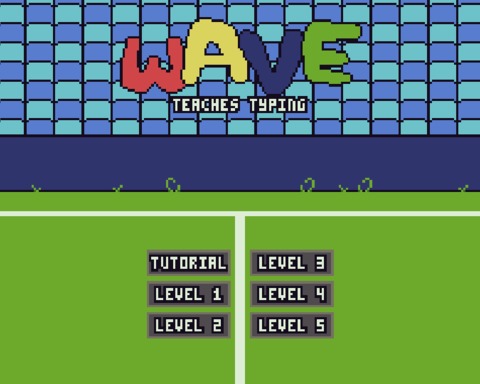 WAVE
TEACHES TYPING
TUTORIAL
LEVEL 1
LEVEL 2
LEVEL 3
LEVEL 4
LEVEL 5